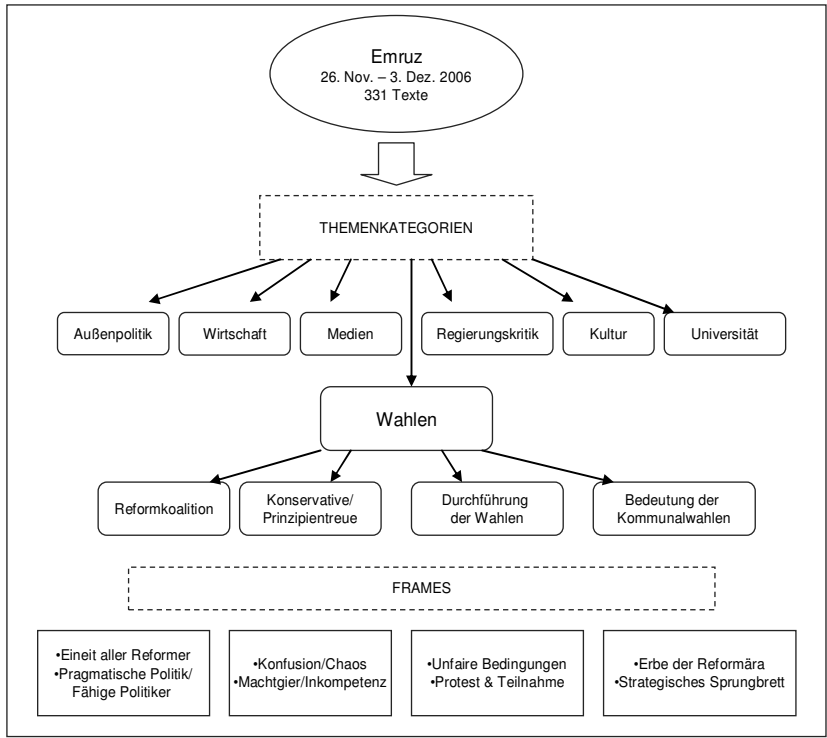 Emruz
26. Nov. – 3. Dez. 2006
331 Texte
THEMENKATEGORIEN
Außenpolitik
Wirtschaft
Medien
Regierungskritik
Kultur
Universität
Wahlen
Reformkoalition
Konservative/
Prinzipientreue
Durchführung
der Wahlen
Bedeutung der
Kommunalwahlen
FRAMES
•Eineit aller Reformer
•Pragmatische Politik/
Fähige Politiker
•Konfusion/Chaos
•Machtgier/Inkompetenz
•Unfaire Bedingungen
•Protest & Teilnahme
•Erbe der Reformära
•Strategisches Sprungbrett